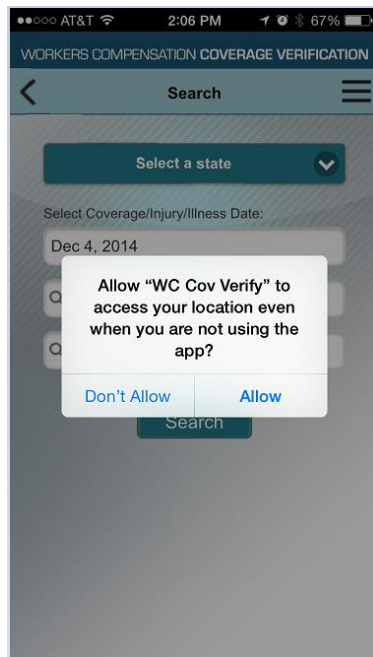 AT&T 2:06 PM 67%
WORKERS COMPENSATION COVERAGE VERIFICATION
Search
Select a state
Select Coverage/Injury/Illness Date:
Dec 4, 2014
Allow “WC Cov Verify” to
access your location even
when you are not using the
app?
Don’t Allow Allow
Search